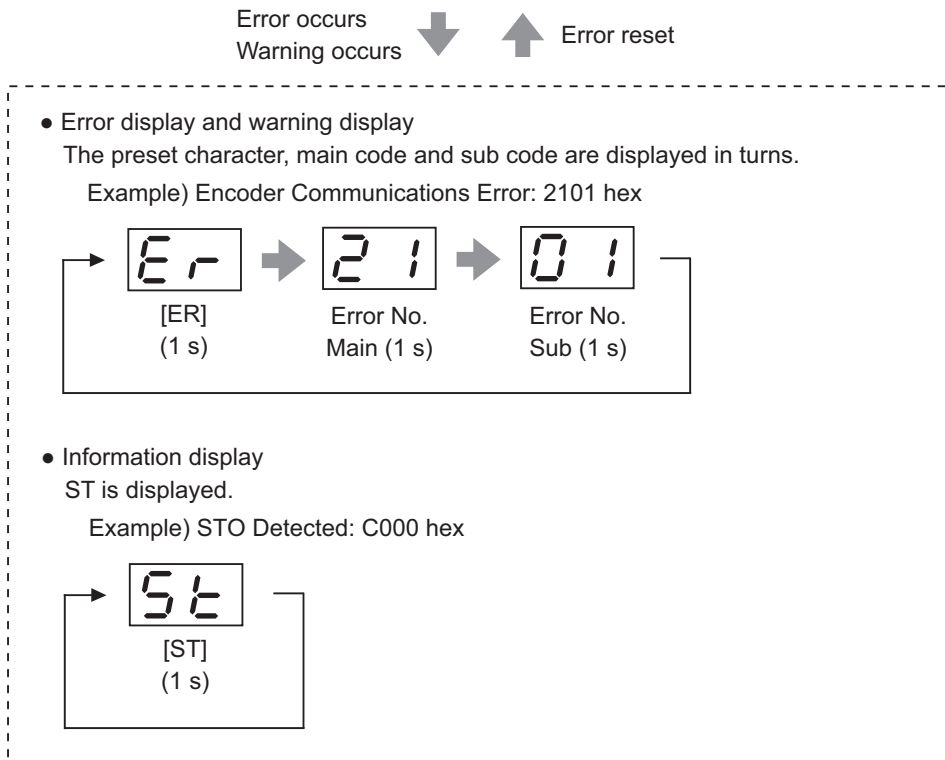 Error occurs
Warning occurs
Error reset
● Error display and warning display
The preset character, main code and sub code are displayed in turns.
Example) Encoder Communications Error: 2101 hex
Er
21
01
[ER]
(1 s)
Error No.
Main (1 s)
Error No.
Sub (1 s)
● Information display
ST is displayed.
Example) STO Detected: C000 hex
St
[ST]
(1 s)